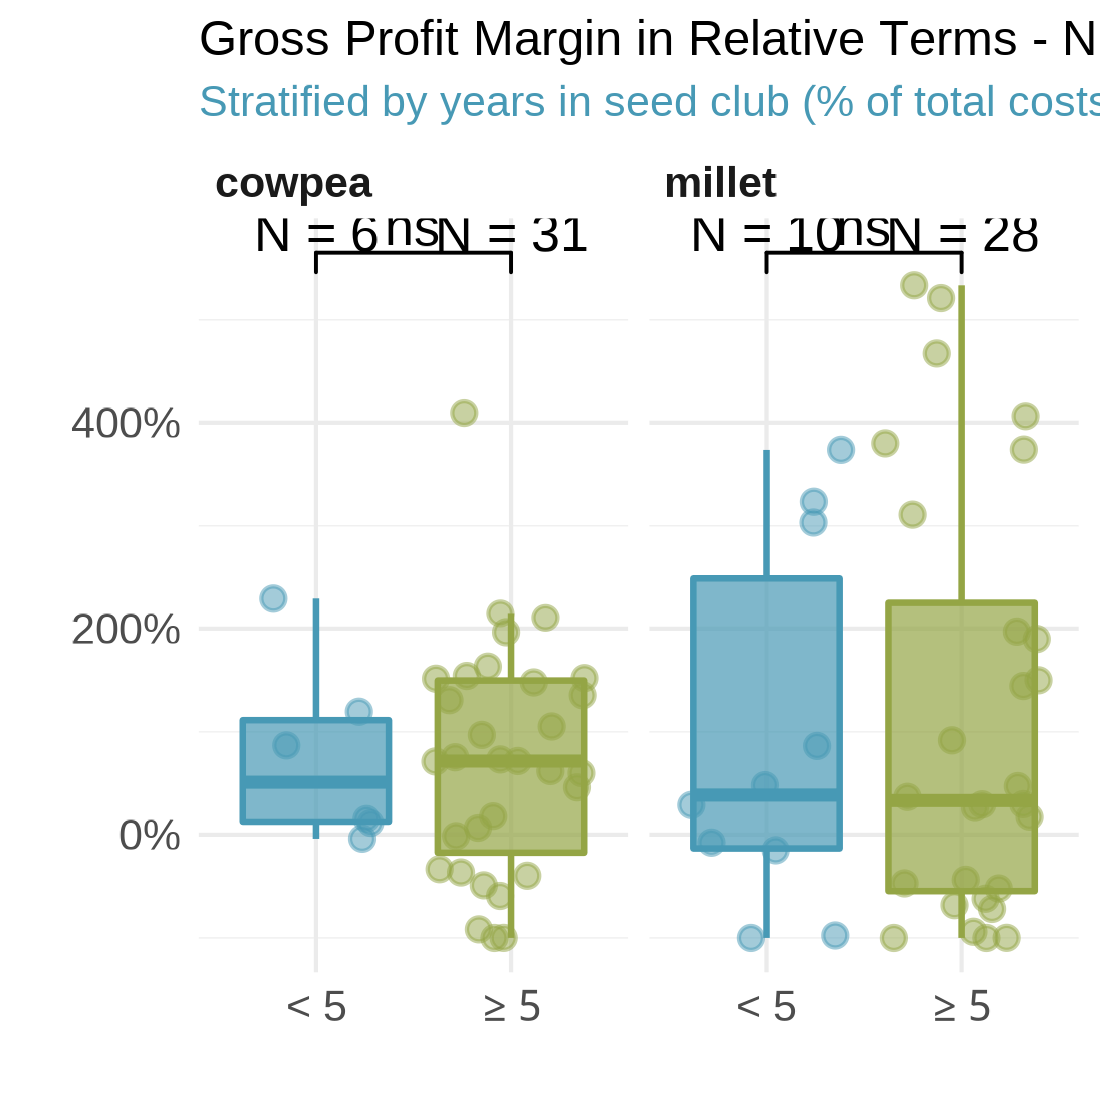 Gross Profit Margin in Relative Terms - N
Stratified by years in seed club (% of total costs
cowpea
millet
N = 6 ns N = 31
N = 10 ns N = 28
400%
200%
0%
< 5
≥ 5
< 5
≥ 5